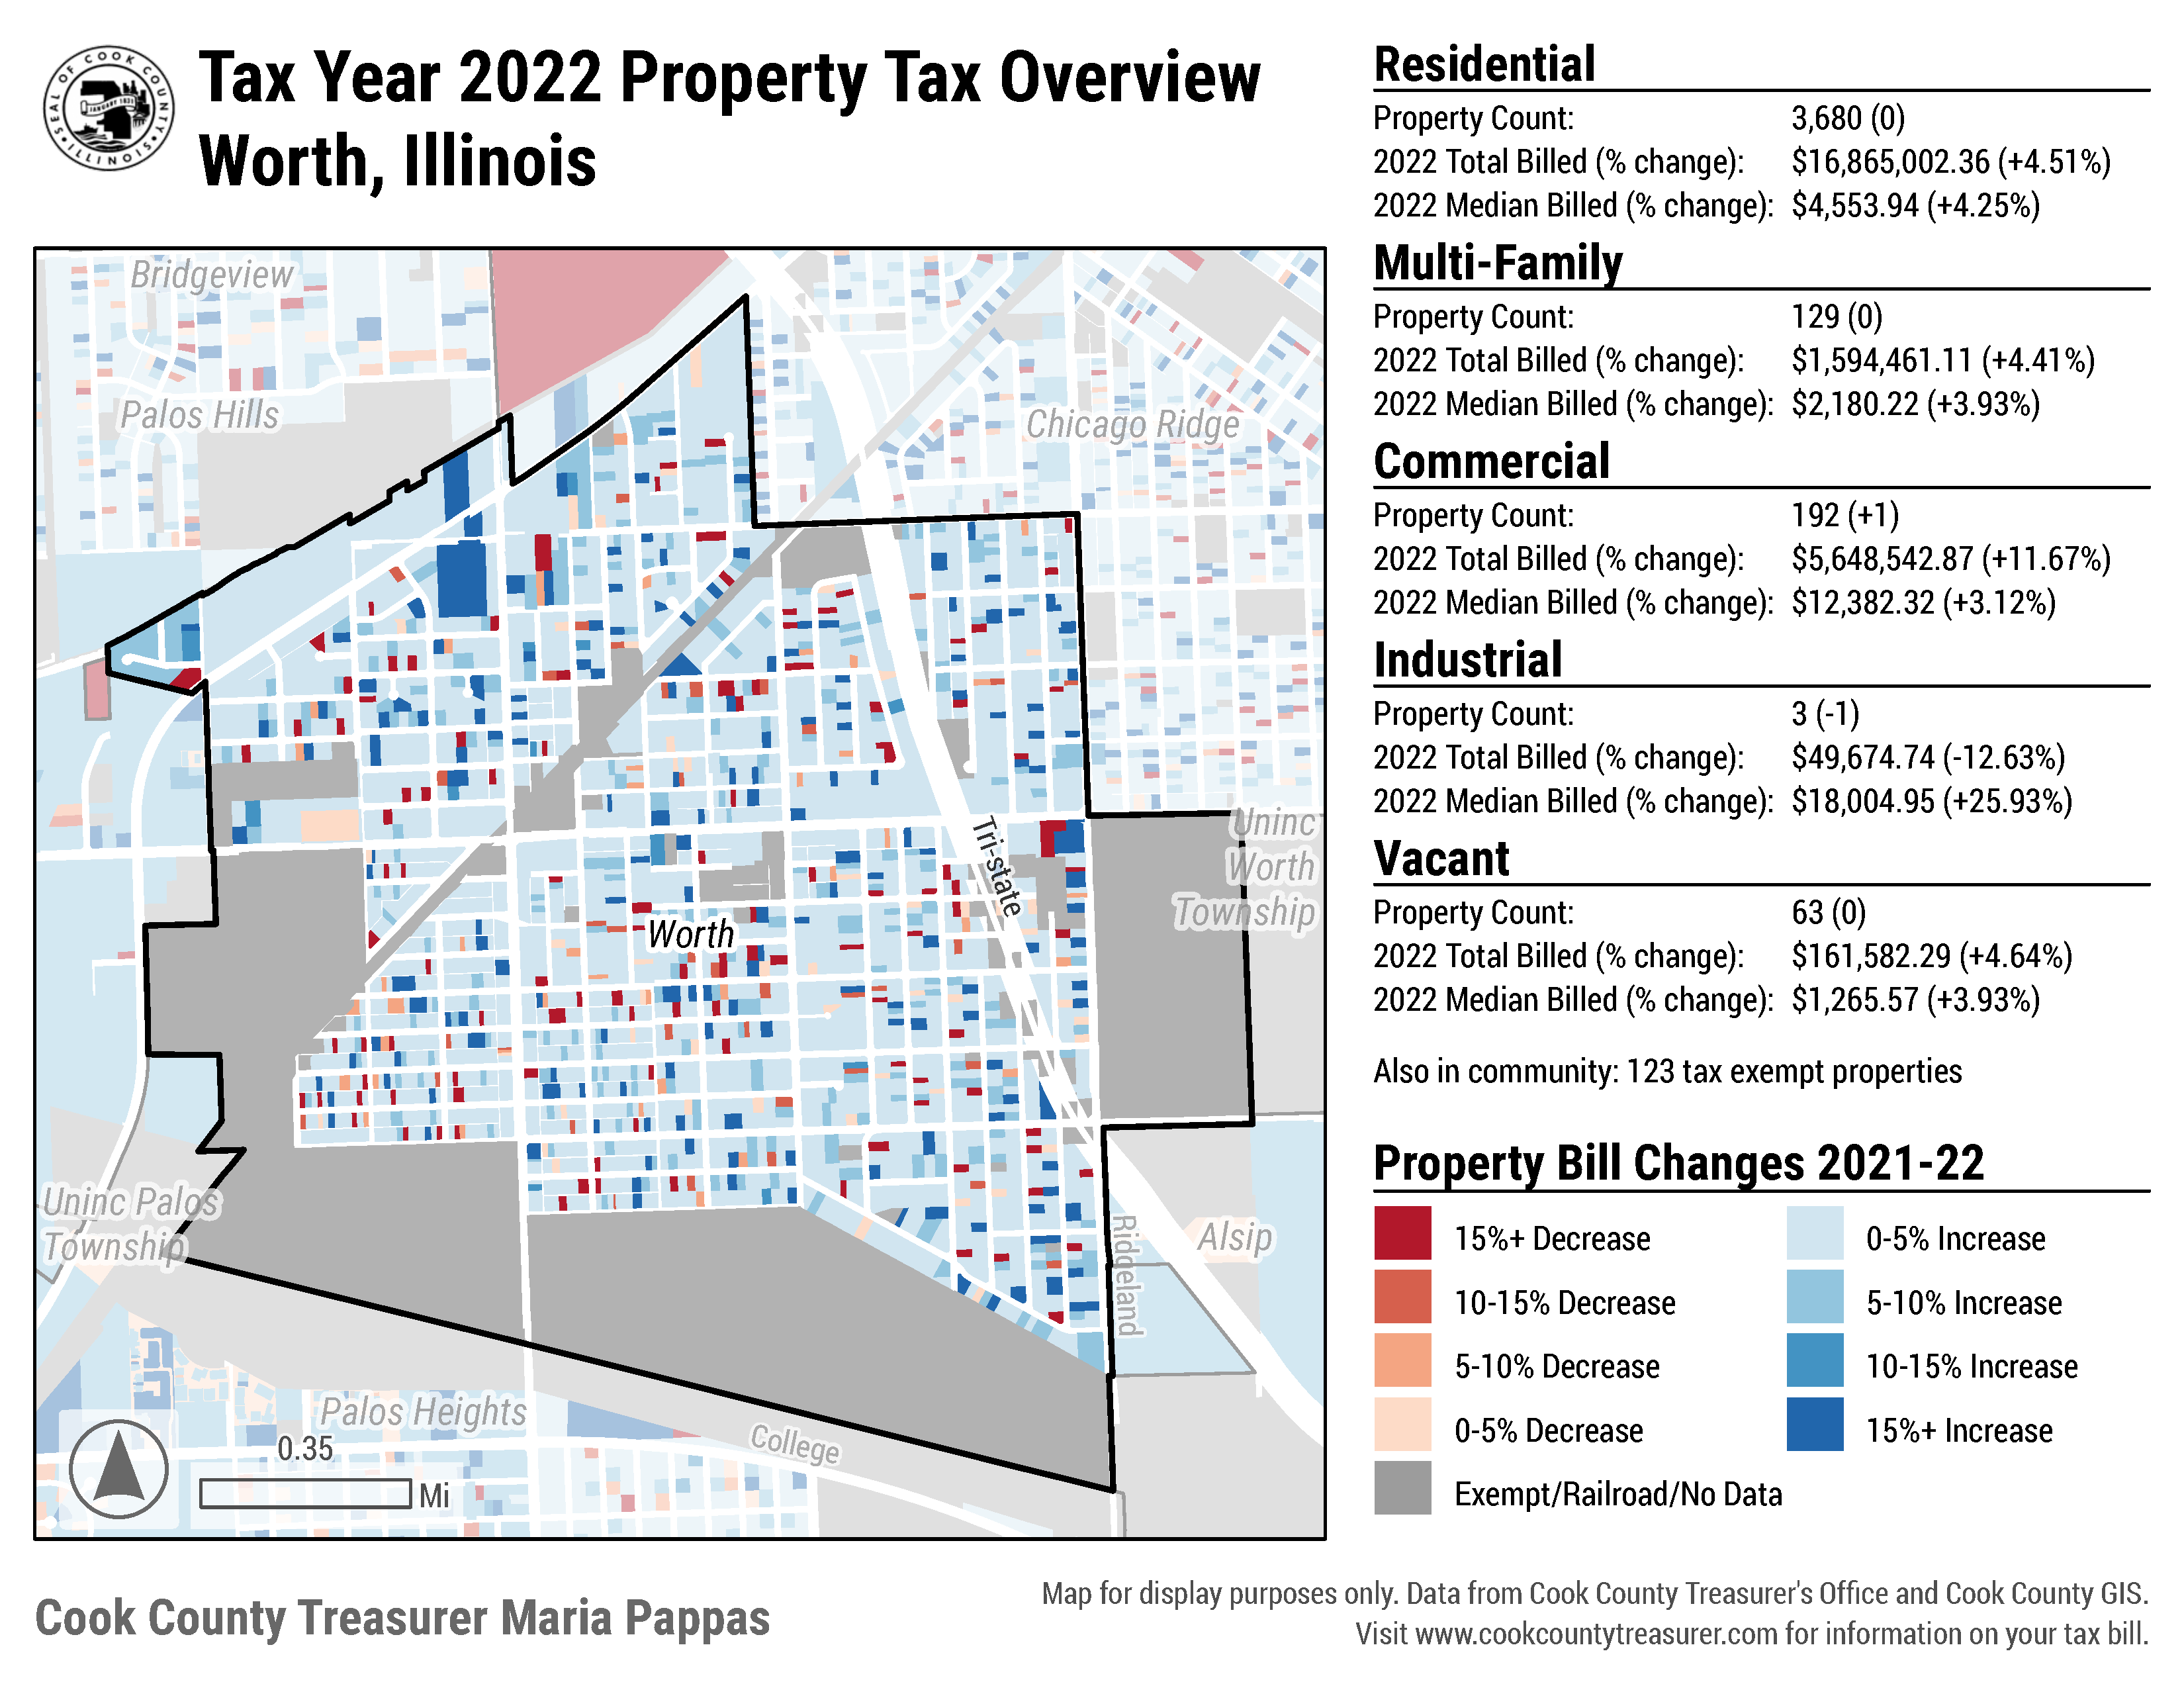 SEAL OF COOK COUNTY
ILLINOIS
JANUARY 1831
Tax Year 2022 Property Tax Overview
Worth, Illinois
Bridgeview
Palos Hills
Chicago Ridge
Uninc
Worth
Township
Tri-state
Worth
Uninc Palos
Township
Ridgeland
Alsip
Palos Heights
College
0.35
Mi
Residential
Property Count: 3,680 (0)
2022 Total Billed (% change): $16,865,002.36 (+4.51%)
2022 Median Billed (% change): $4,553.94 (+4.25%)
Multi-Family
Property Count: 129 (0)
2022 Total Billed (% change): $1,594,461.11 (+4.41%)
2022 Median Billed (% change): $2,180.22 (+3.93%)
Commercial
Property Count: 192 (+1)
2022 Total Billed (% change): $5,648,542.87 (+11.67%)
2022 Median Billed (% change): $12,382.32 (+3.12%)
Industrial
Property Count: 3 (-1)
2022 Total Billed (% change): $49,674.74 (-12.63%)
2022 Median Billed (% change): $18,004.95 (+25.93%)
Vacant
Property Count: 63 (0)
2022 Total Billed (% change): $161,582.29 (+4.64%)
2022 Median Billed (% change): $1,265.57 (+3.93%)
Also in community: 123 tax exempt properties
Property Bill Changes 2021-22
15%+ Decrease
0-5% Increase
10-15% Decrease
5-10% Increase
5-10% Decrease
10-15% Increase
0-5% Decrease
15%+ Increase
Exempt/Railroad/No Data
Cook County Treasurer Maria Pappas
Map for display purposes only. Data from Cook County Treasurer's Office and Cook County GIS.
Visit www.cookcountytreasurer.com for information on your tax bill.